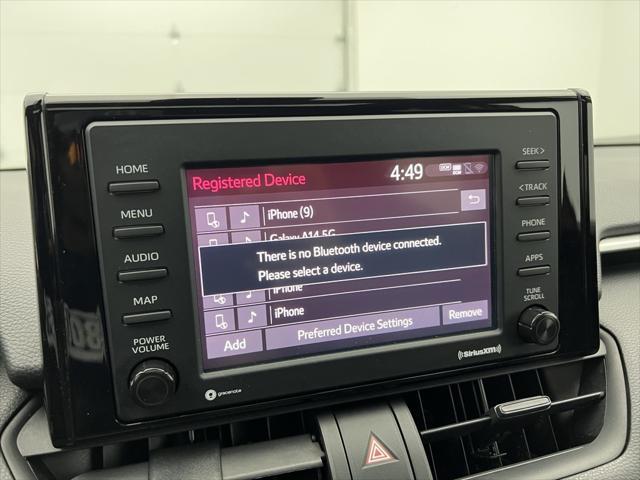 SEEK >
HOME
Registered Device
4:49
DCM
< TRACK
iPhone (9)
MENU
Galaxy A14 5G
PHONE
There is no Bluetooth device connected.
AUDIO
Please select a device.
APPS
iPhone
MAP
iPhone
TUNE
SCROLL
Preferred Device Settings
Remove
POWER
VOLUME
Add
((SiriusXM))
gracenote